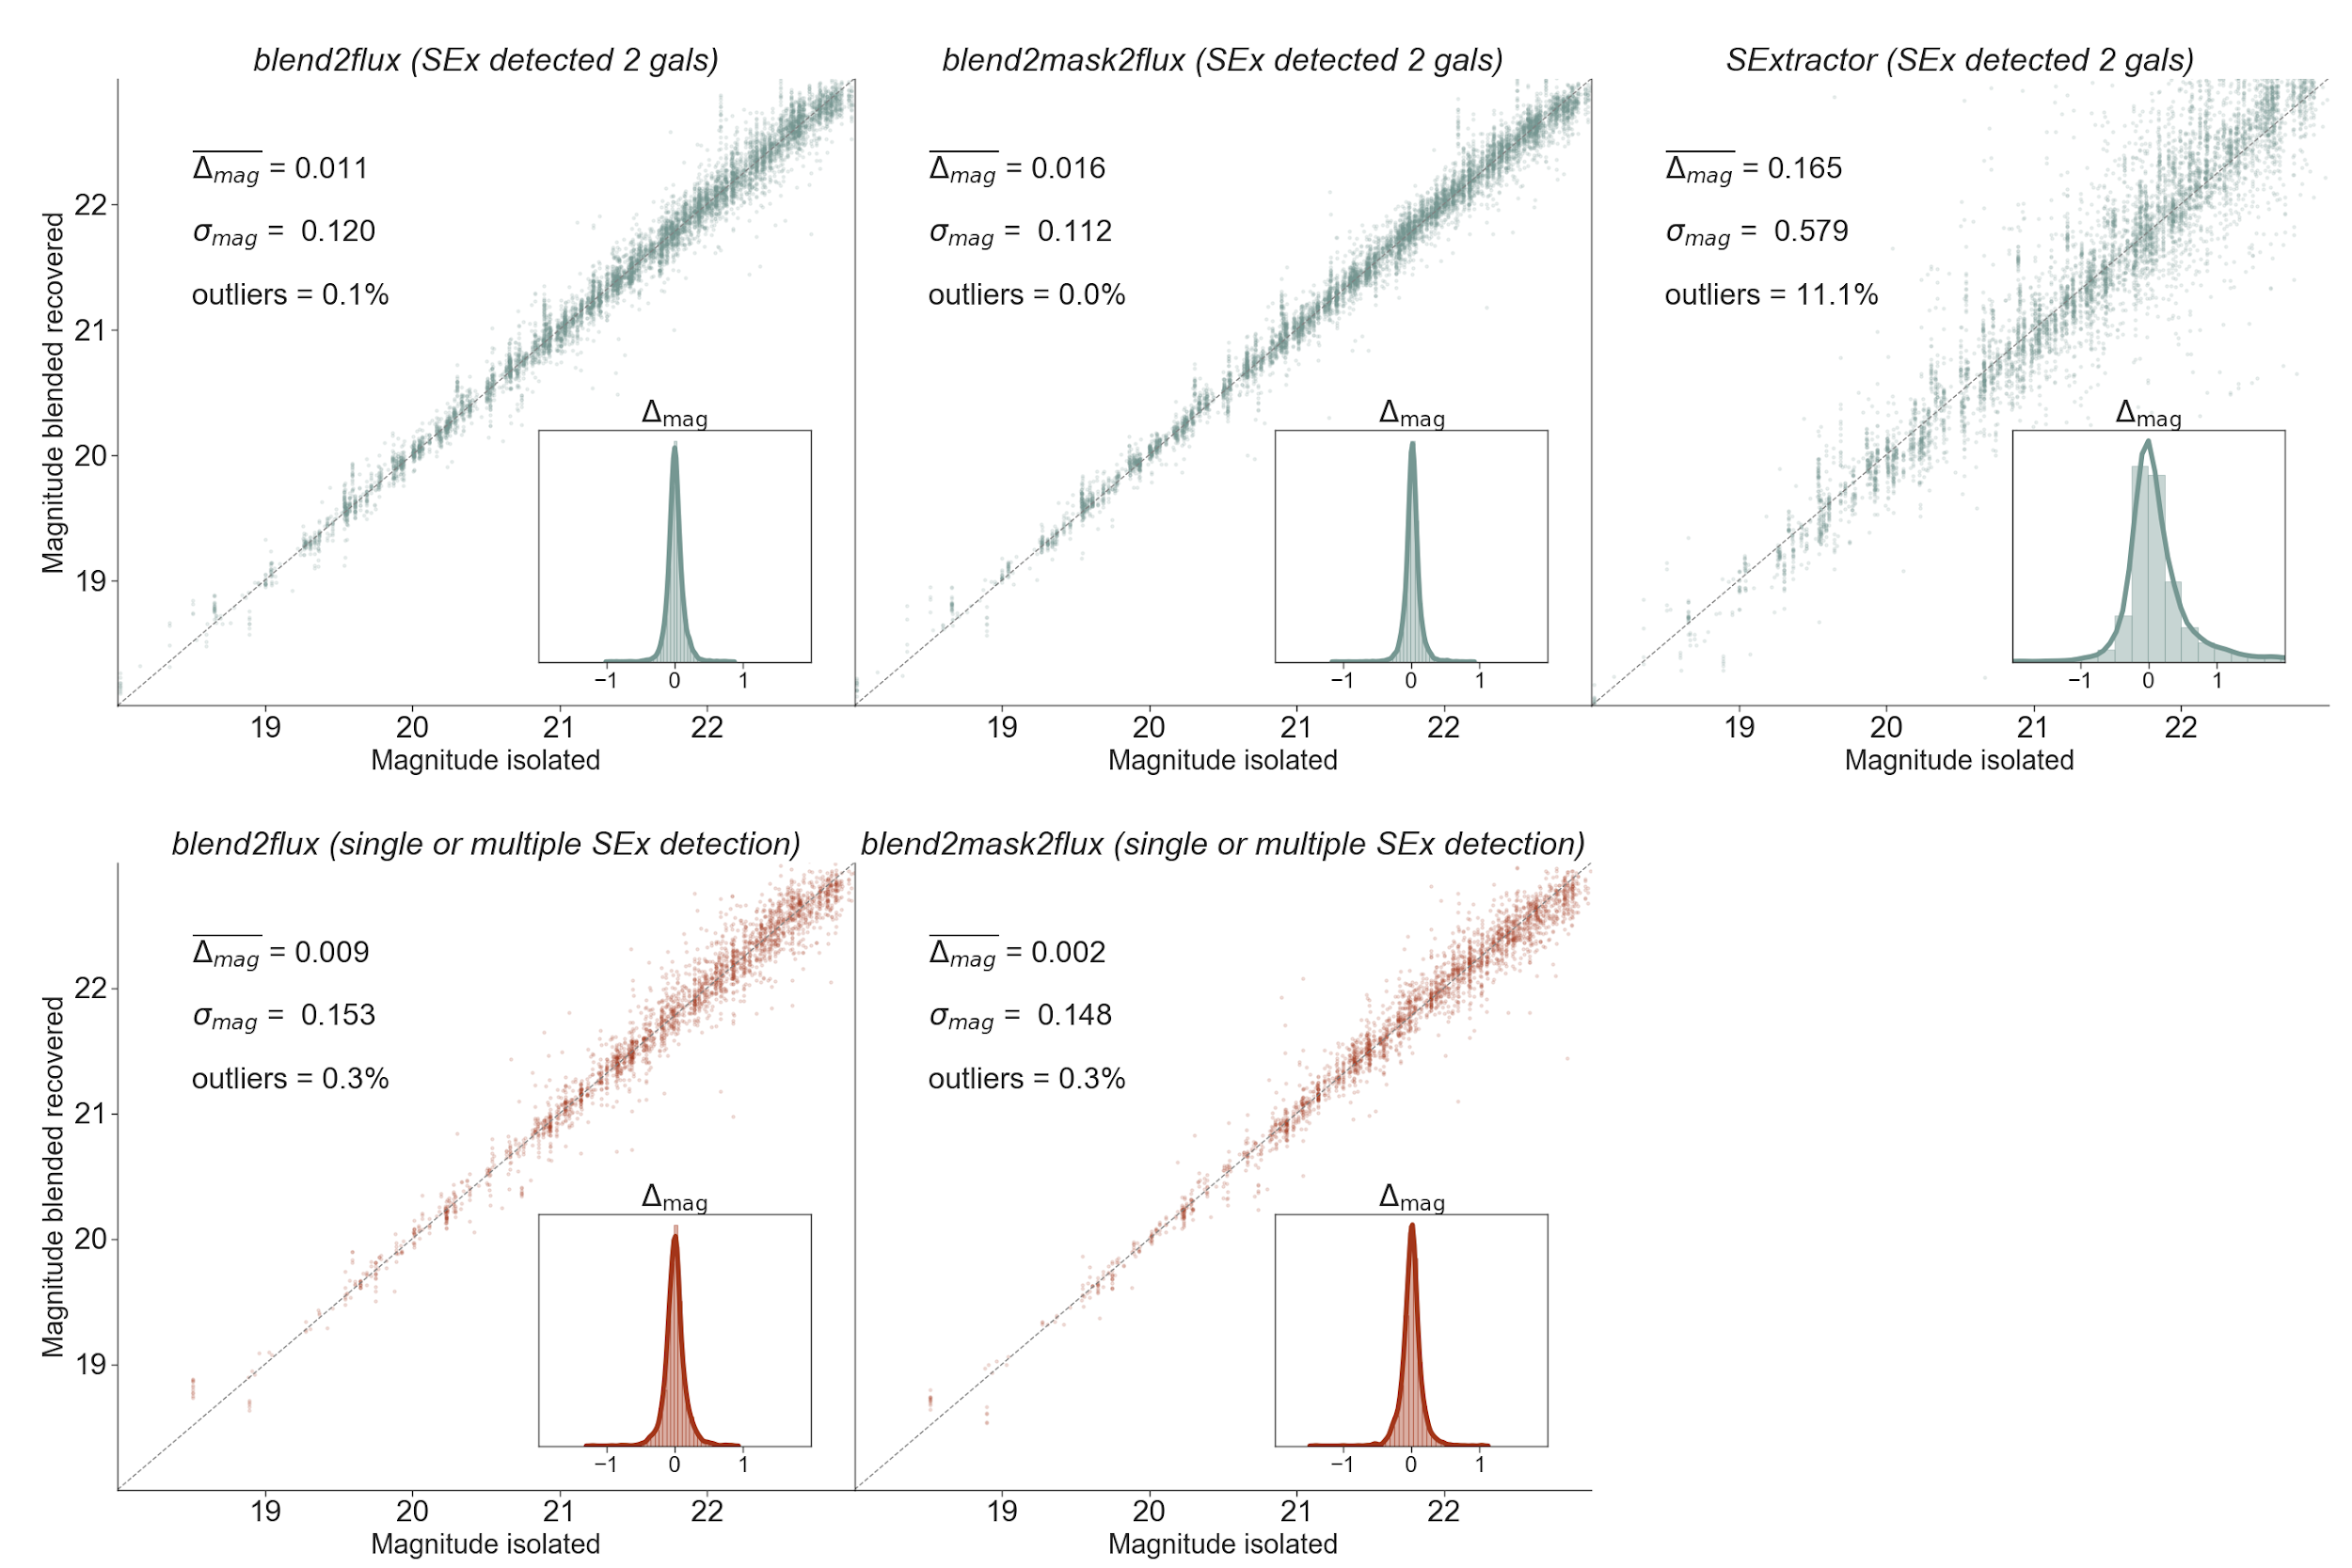 blend2flux (SEx detected 2 gals)
Δmag = 0.011
σmag = 0.120
outliers = 0.1%
Δmag
−1 0 1
22
21
20
19
Magnitude blended recovered
19 20 21 22
Magnitude isolated
blend2mask2flux (SEx detected 2 gals)
Δmag = 0.016
σmag = 0.112
outliers = 0.0%
Δmag
−1 0 1
19 20 21 22
Magnitude isolated
SExtractor (SEx detected 2 gals)
Δmag = 0.165
σmag = 0.579
outliers = 11.1%
Δmag
−1 0 1
19 20 21 22
Magnitude isolated
blend2flux (single or multiple SEx detection)
Δmag = 0.009
σmag = 0.153
outliers = 0.3%
Δmag
−1 0 1
22
21
20
19
Magnitude blended recovered
19 20 21 22
Magnitude isolated
blend2mask2flux (single or multiple SEx detection)
Δmag = 0.002
σmag = 0.148
outliers = 0.3%
Δmag
−1 0 1
19 20 21 22
Magnitude isolated